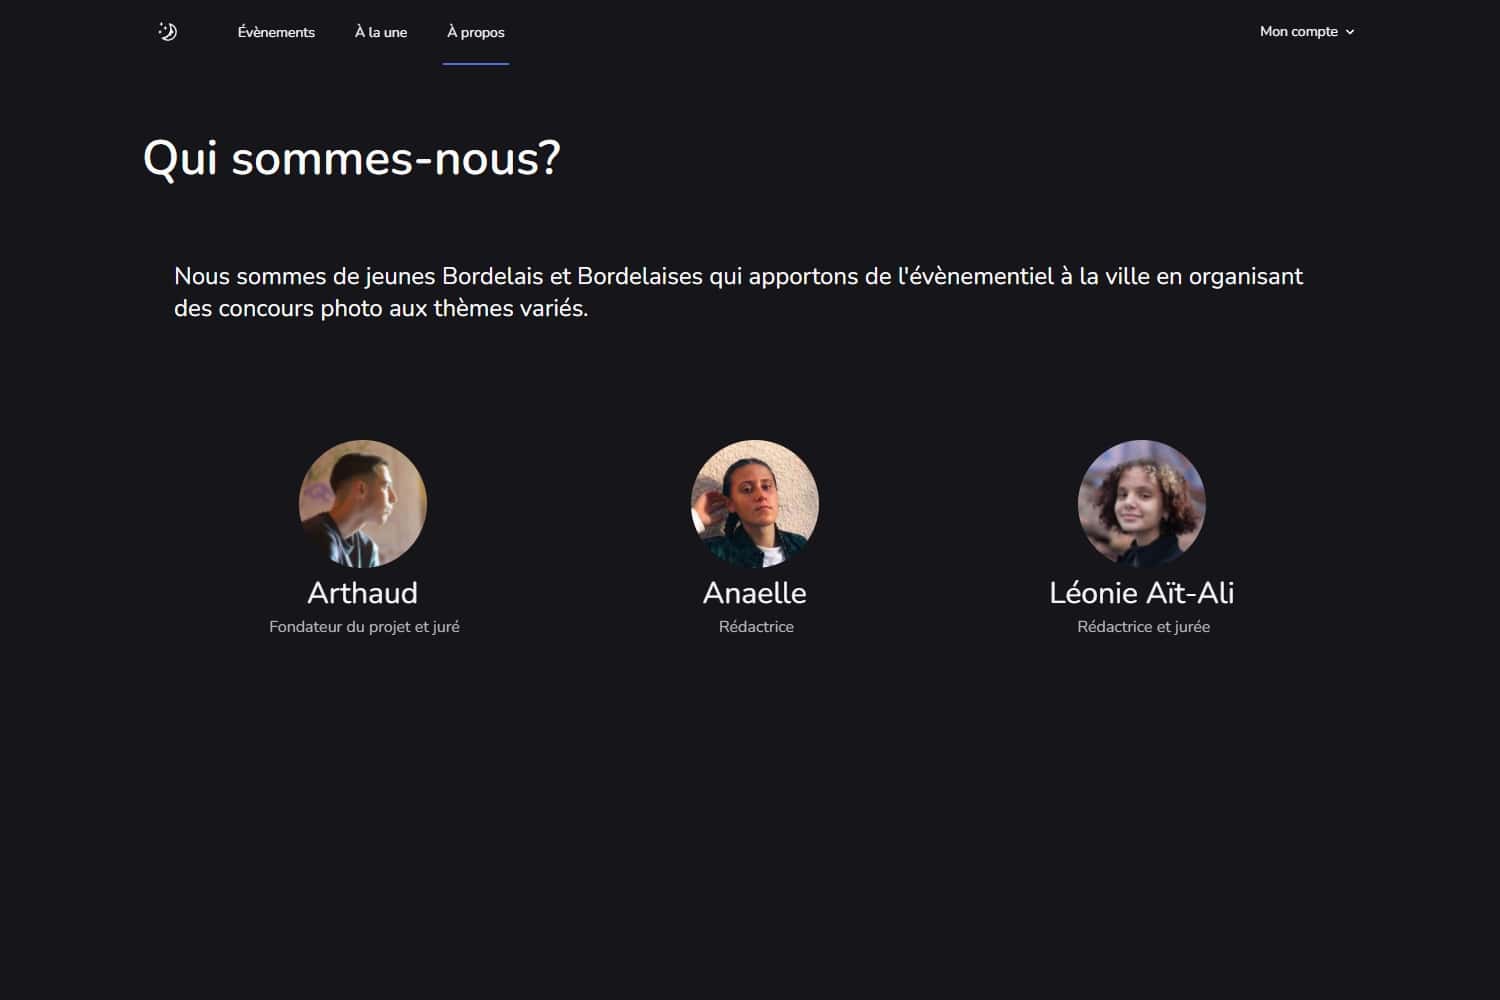 Évènements
À la une
À propos
Mon compte
Qui sommes-nous?
Nous sommes de jeunes Bordelais et Bordelaises qui apportons de l'évènementiel à la ville en organisant
des concours photo aux thèmes variés.
Arthaud
Fondateur du projet et juré
Anaelle
Rédactrice
Léonie Aït-Ali
Rédactrice et jurée